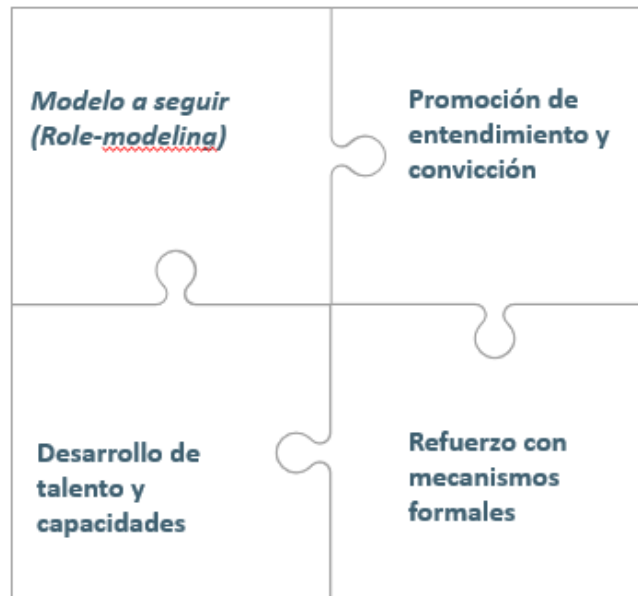 Modelo a seguir
(Role-modeling)
Promoción de
entendimiento y
convicción
Desarrollo de
talento y
capacidades
Refuerzo con
mecanismos
formales